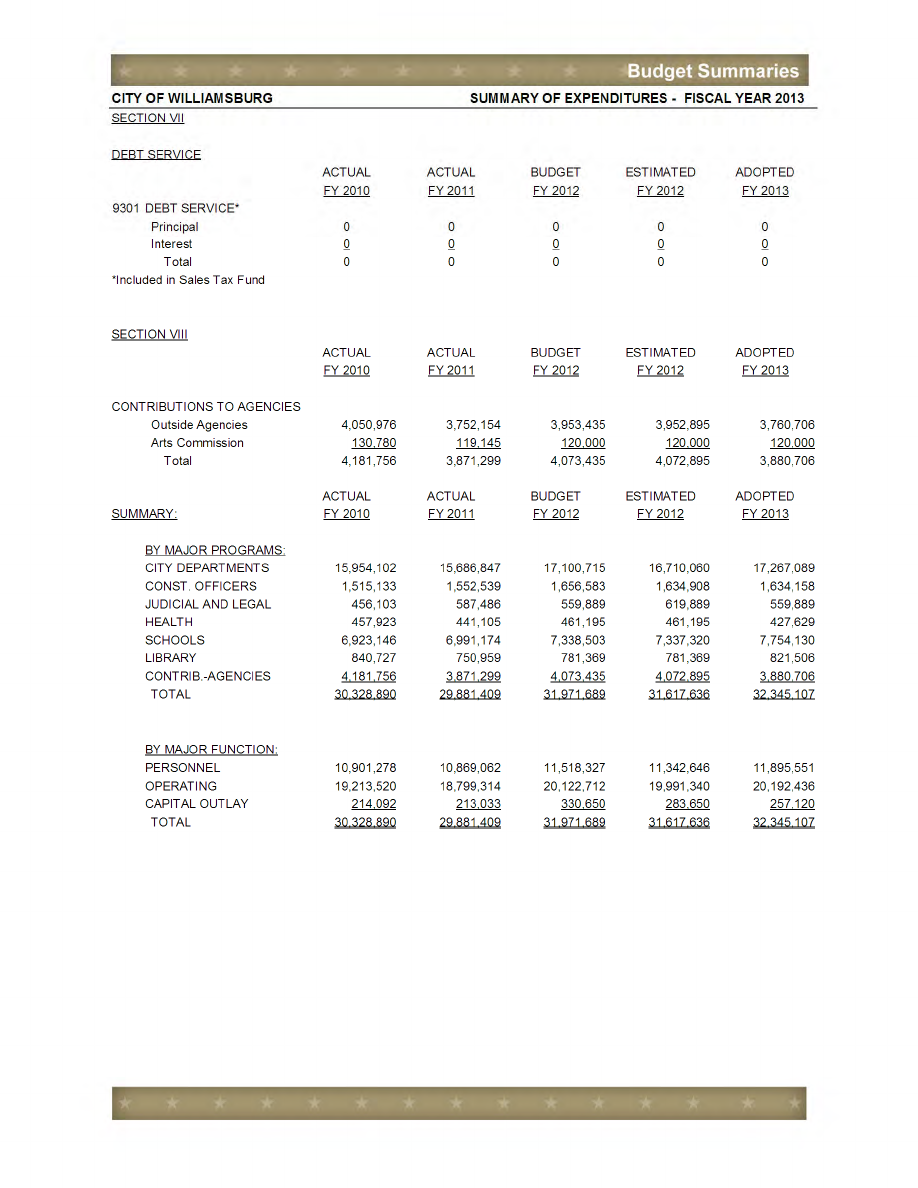 Budget Summaries
CITY OF WILLIAMSBURG SUMMARY OF EXPENDITURES - FISCAL YEAR 2013
SECTION VII
DEBT SERVICE
ACTUAL ACTUAL BUDGET ESTIMATED ADOPTED
FY 2010 FY 2011 FY 2012 FY 2012 FY 2013
9301 DEBT SERVICE*
Principal 0 0 0 0 0
Interest 0 0 0 0 0
Total 0 0 0 0 0
*Included in Sales Tax Fund
SECTION VIII
ACTUAL ACTUAL BUDGET ESTIMATED ADOPTED
FY 2010 FY 2011 FY 2012 FY 2012 FY 2013
CONTRIBUTIONS TO AGENCIES
Outside Agencies 4,050,976 3,752,154 3,953,435 3,952,895 3,760,706
Arts Commission 130,780 119,145 120,000 120,000 120,000
Total 4,181,756 3,871,299 4,073,435 4,072,895 3,880,706
ACTUAL ACTUAL BUDGET ESTIMATED ADOPTED
SUMMARY: FY 2010 FY 2011 FY 2012 FY 2012 FY 2013
BY MAJOR PROGRAMS:
CITY DEPARTMENTS 15,954,102 15,686,847 17,100,715 16,710,060 17,267,089
CONST. OFFICERS 1,515,133 1,552,539 1,656,583 1,634,908 1,634,158
JUDICIAL AND LEGAL 456,103 587,486 559,889 619,889 559,889
HEALTH 457,923 441,105 461,195 461,195 427,629
SCHOOLS 6,923,146 6,991,174 7,338,503 7,337,320 7,754,130
LIBRARY 840,727 750,959 781,369 781,369 821,506
CONTRIB.-AGENCIES 4,181,756 3,871,299 4,073,435 4,072,895 3,880,706
TOTAL 30,328,890 29,881,409 31,971,689 31,617,636 32,345,107
BY MAJOR FUNCTION:
PERSONNEL 10,901,278 10,869,062 11,518,327 11,342,646 11,895,551
OPERATING 19,213,520 18,799,314 20,122,712 19,991,340 20,192,436
CAPITAL OUTLAY 214,092 213,033 330,650 283,650 257,120
TOTAL 30,328,890 29,881,409 31,971,689 31,617,636 32,345,107